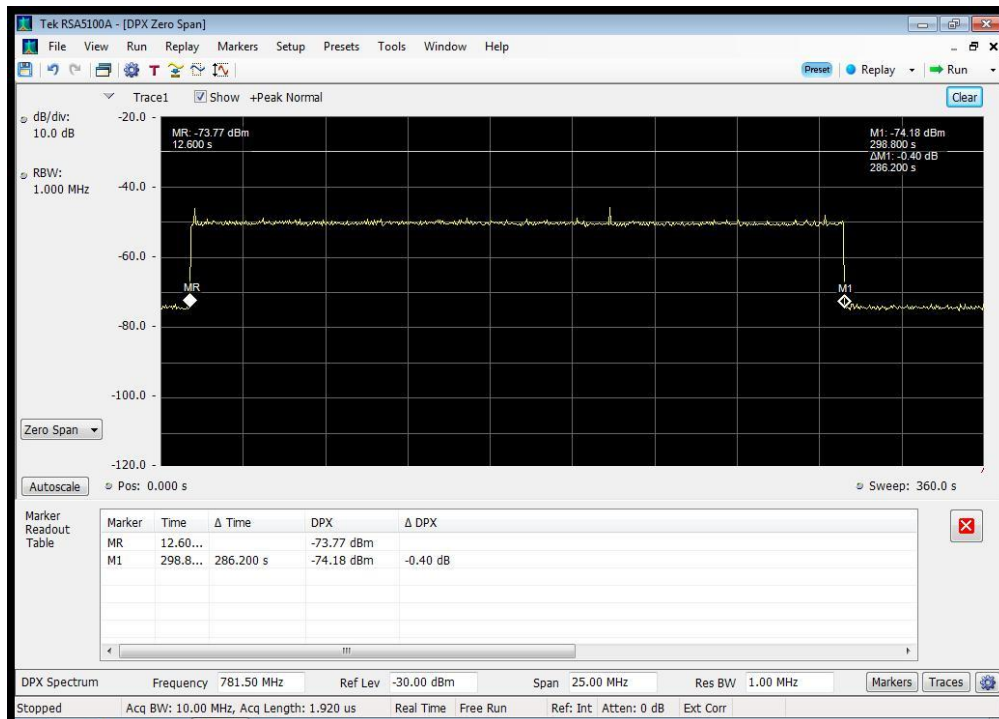 Tek RSA5100A - [DPX Zero Span]
File View Run Replay Markers Setup Presets Tools Window Help
Preset Replay Run
Trace1 Show +Peak Normal Clear
dB/div:
10.0 dB
RBW:
1.000 MHz
-20.0
-40.0
-60.0
-80.0
-100.0
-120.0
MR: -73.77 dBm
12.600 s
M1: -74.18 dBm
298.800 s
ΔM1: -0.40 dB
286.200 s
MR
M1
Zero Span
Autoscale Pos: 0.000 s Sweep: 360.0 s
Marker Readout Table
Marker Time Δ Time DPX Δ DPX
MR 12.60... -73.77 dBm
M1 298.8... 286.200 s -74.18 dBm -0.40 dB
DPX Spectrum Frequency 781.50 MHz Ref Lev -30.00 dBm Span 25.00 MHz Res BW 1.00 MHz Markers Traces
Stopped Acq BW: 10.00 MHz, Acq Length: 1.920 us Real Time Free Run Ref: Int Atten: 0 dB Ext Corr